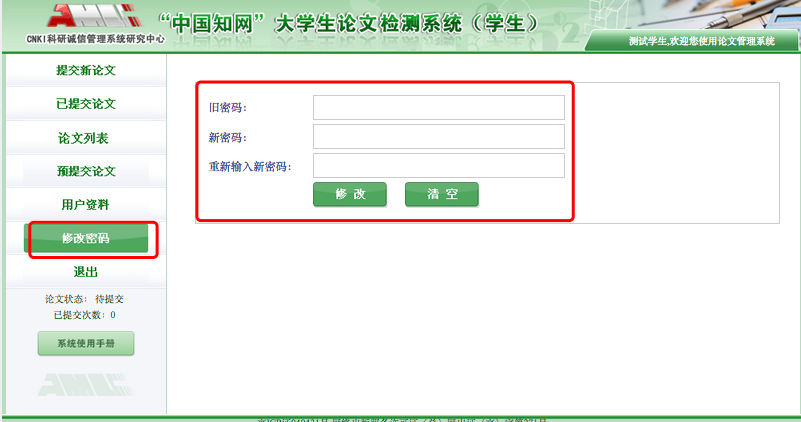 CNKI科研诚信管理系统研究中心
“中国知网”大学生论文检测系统（学生）
测试学生,欢迎您使用论文管理系统
提交新论文
已提交论文
论文列表
预提交论文
用户资料
修改密码
退出
论文状态： 待提交
已提交次数： 0
系统使用手册
旧密码：
新密码：
重新输入新密码：
修 改
清 空